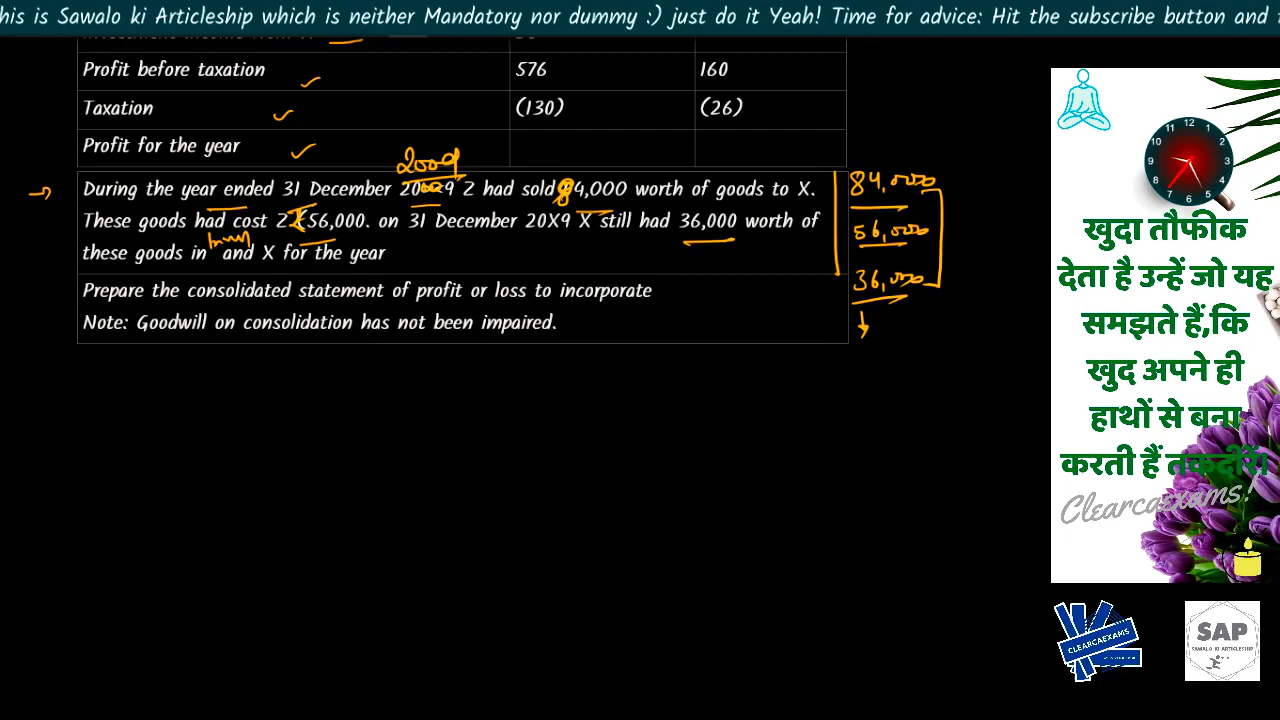 his is Sawalo ki Articleship which is neither Mandatory nor dummy :) just do it Yeah! Time for advice: Hit the subscribe button and
Profit before taxation 576 160
Taxation (130) (26)
Profit for the year
2009
During the year ended 31 December 20X9 Z had sold 84,000 worth of goods to X.
These goods had cost Z 56,000. on 31 December 20X9 X still had 36,000 worth of
these goods in and X for the year
84,000
56,000
36,000
Prepare the consolidated statement of profit or loss to incorporate
Note: Goodwill on consolidation has not been impaired.
खुदा तौफीक
देता है उन्हें जो यह
समझते हैं,कि
खुद अपने ही
हाथों से बना
करती हैं तकदीरें।
Clearcaexams!
CLEARCAEXAMS
SAP
SAWALO KI ARTICLESHIP